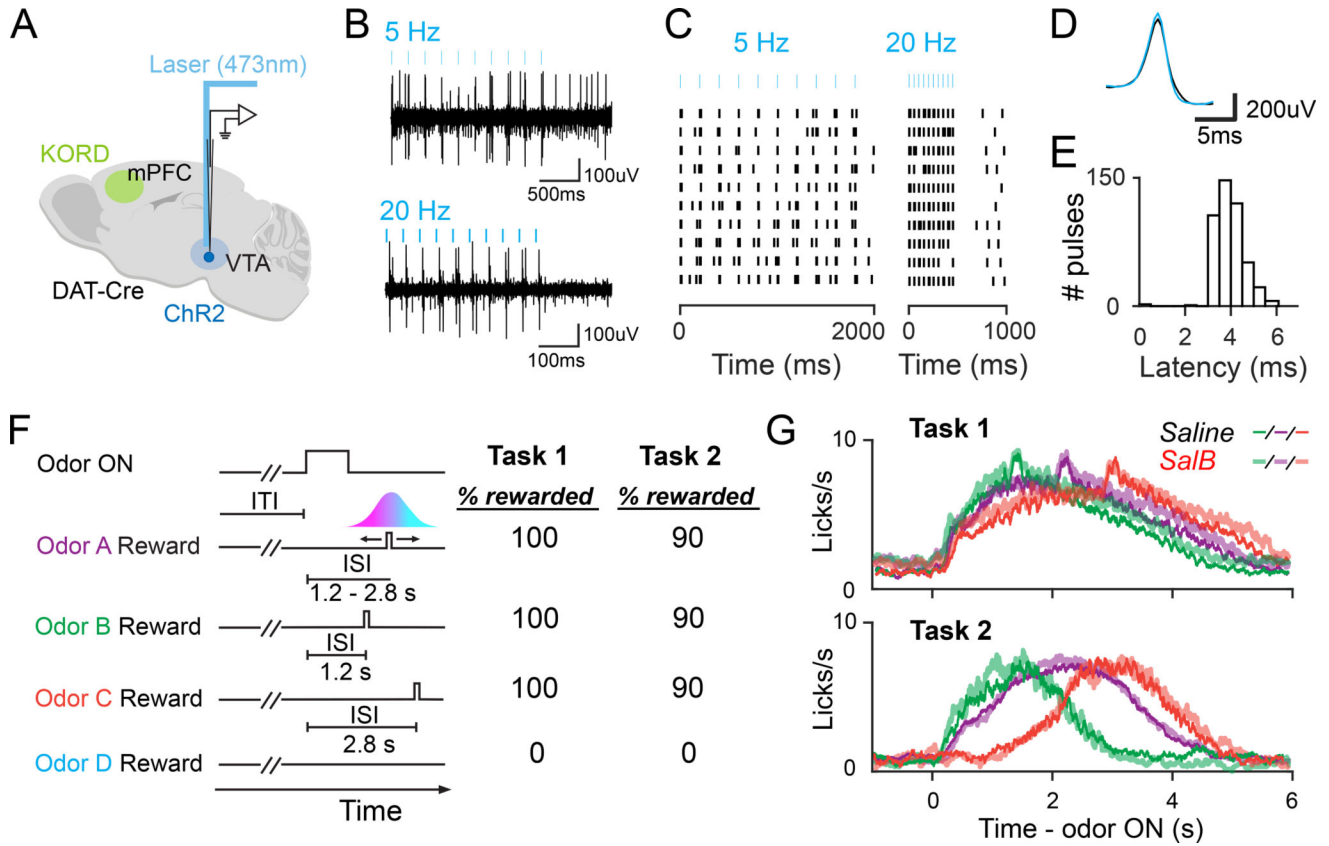 A
Laser (473nm)
KORD
mPFC
VTA
DAT-Cre
ChR2
B
5 Hz
100uV
500ms
20 Hz
100uV
100ms
C
5 Hz
20 Hz
0
2000
0
1000
Time (ms)
Time (ms)
D
200uV
5ms
E
150
# pulses
0
0
2
4
6
Latency (ms)
F
Odor ON
Task 1
Task 2
% rewarded
% rewarded
ITI
Odor A Reward
100
90
ISI
1.2 - 2.8 s
Odor B Reward
100
90
ISI
1.2 s
Odor C Reward
100
90
ISI
2.8 s
Odor D Reward
0
0
Time
G
Task 1
Saline -/-/-
SalB -/-/-
10
Licks/s
0
Task 2
10
Licks/s
0
0
2
4
6
Time - odor ON (s)